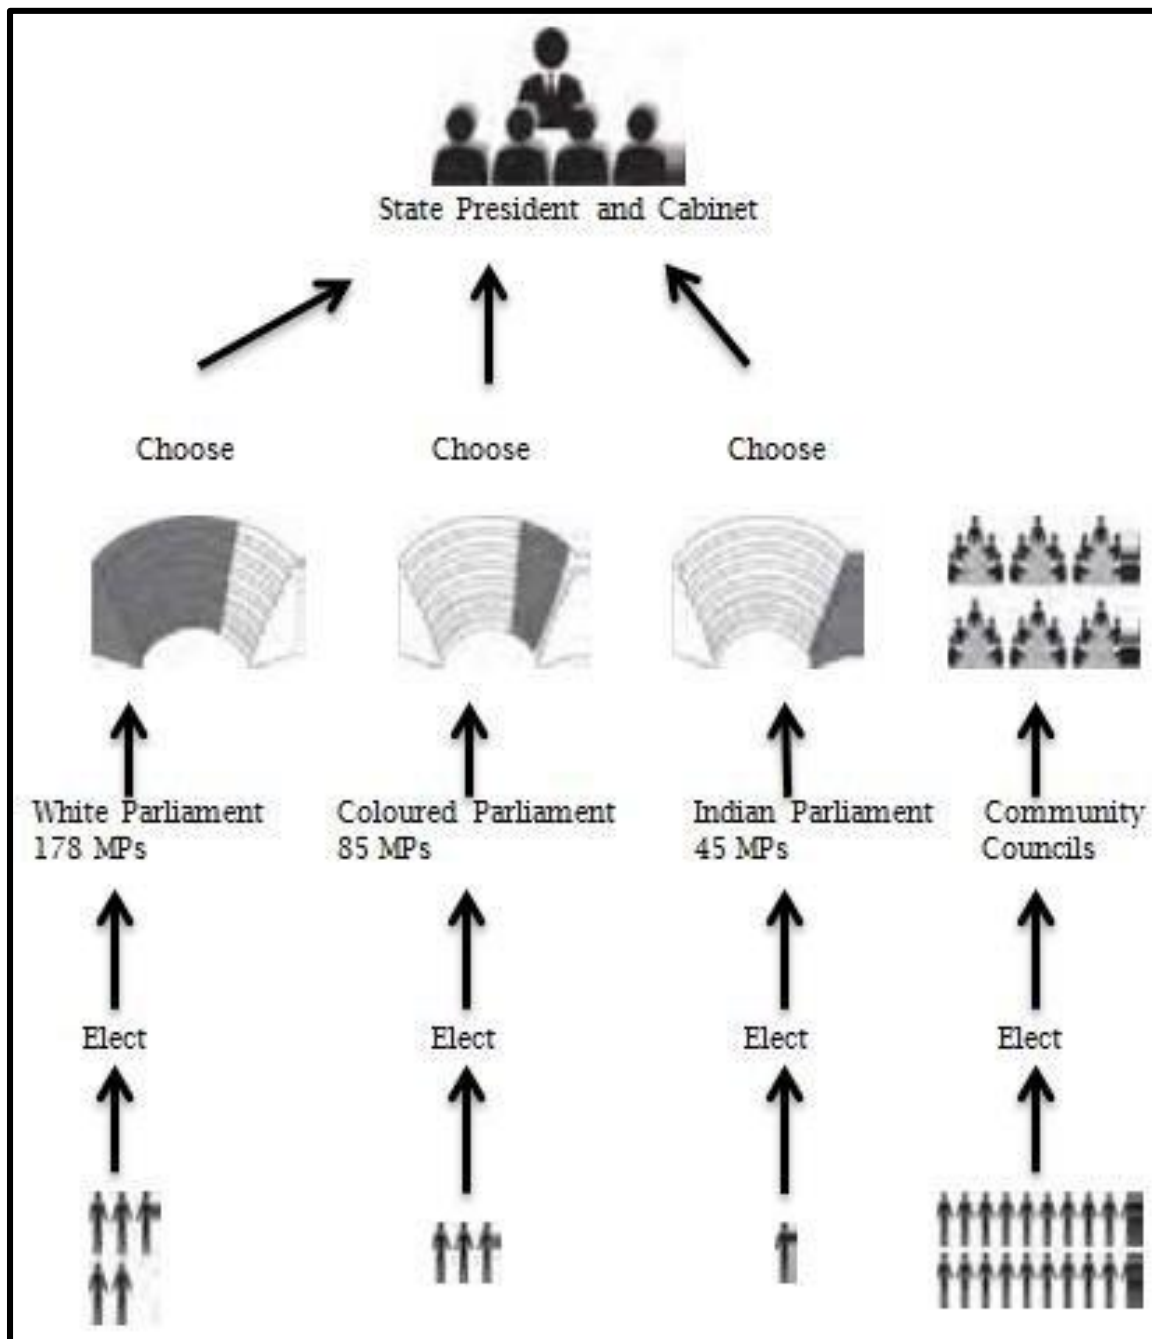 State President and Cabinet
Choose
Choose
Choose
White Parliament
178 MPs
Coloured Parliament
85 MPs
Indian Parliament
45 MPs
Community
Councils
Elect
Elect
Elect
Elect